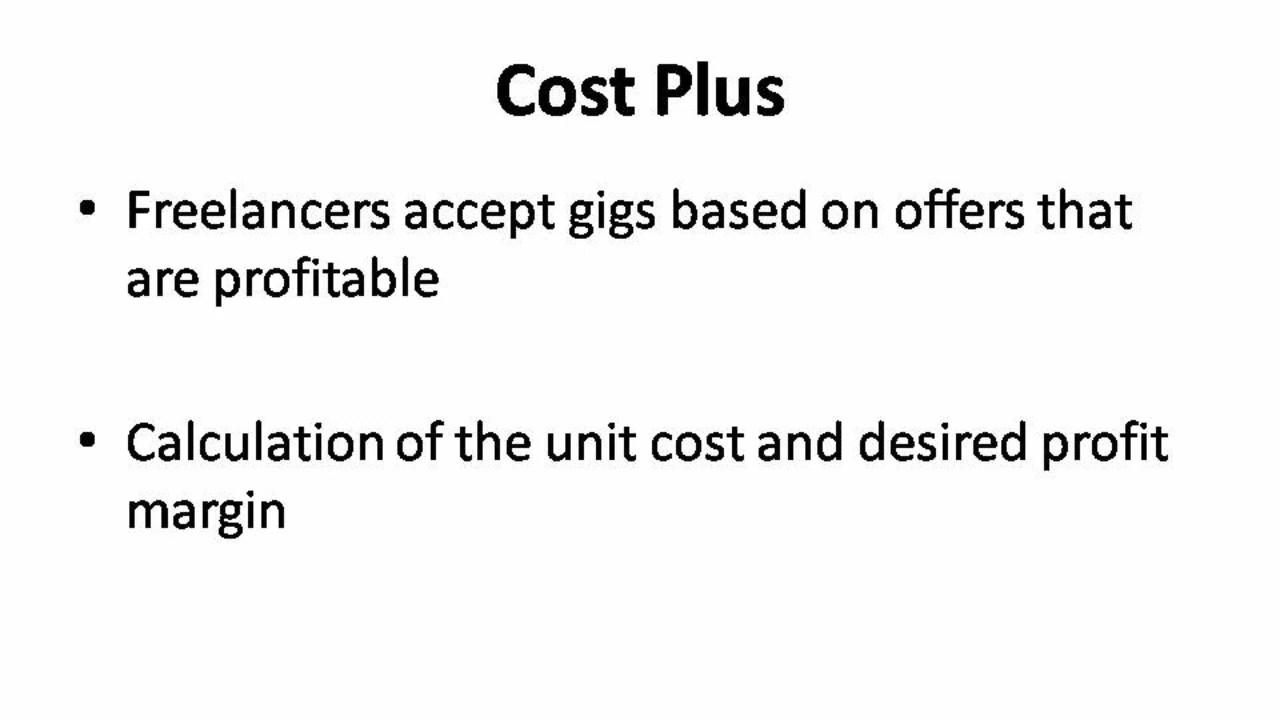 Cost Plus
• Freelancers accept gigs based on offers that
are profitable
• Calculation of the unit cost and desired profit
margin